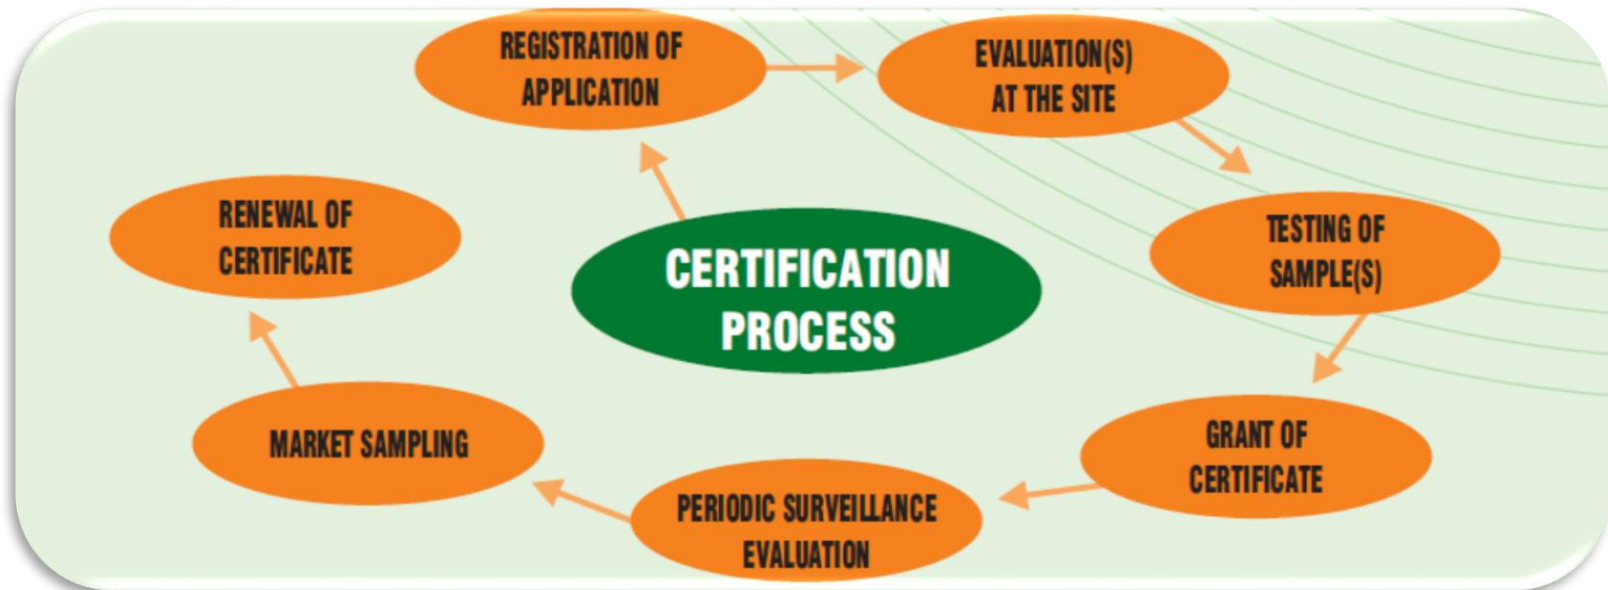 REGISTRATION OF
APPLICATION
EVALUATION(S)
AT THE SITE
TESTING OF
SAMPLE(S)
GRANT OF
CERTIFICATE
PERIODIC SURVEILLANCE
EVALUATION
MARKET SAMPLING
RENEWAL OF
CERTIFICATE
CERTIFICATION
PROCESS